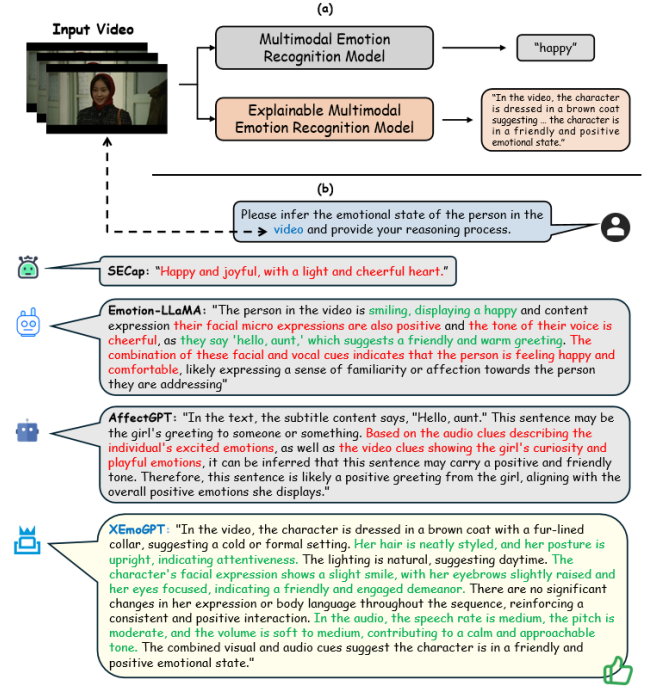 (a)
Input Video
Multimodal Emotion
Recognition Model
"happy"
Explainable Multimodal
Emotion Recognition Model
"In the video, the character
is dressed in a brown coat
suggesting ... the character is
in a friendly and positive
emotional state."
(b)
Please infer the emotional state of the person in the
video and provide your reasoning process.
SECap: "Happy and joyful, with a light and cheerful heart."
Emotion-LLaMA: "The person in the video is smiling, displaying a happy and content
expression their facial micro expressions are also positive and the tone of their voice is
cheerful, as they say 'hello, aunt,' which suggests a friendly and warm greeting. The
combination of these facial and vocal cues indicates that the person is feeling happy and
comfortable, likely expressing a sense of familiarity or affection towards the person
they are addressing"
AffectGPT: "In the text, the subtitle content says, "Hello, aunt." This sentence may be
the girl's greeting to someone or something. Based on the audio clues describing the
individual's excited emotions, as well as the video clues showing the girl's curiosity and
playful emotions, it can be inferred that this sentence may carry a positive and friendly
tone. Therefore, this sentence is likely a positive greeting from the girl, aligning with the
overall positive emotions she displays."
XEmoGPT: "In the video, the character is dressed in a brown coat with a fur-lined
collar, suggesting a cold or formal setting. Her hair is neatly styled, and her posture is
upright, indicating attentiveness. The lighting is natural, suggesting daytime. The
character's facial expression shows a slight smile, with her eyebrows slightly raised and
her eyes focused, indicating a friendly and engaged demeanor. There are no significant
changes in her expression or body language throughout the sequence, reinforcing a
consistent and positive interaction. In the audio, the speech rate is medium, the pitch is
moderate, and the volume is soft to medium, contributing to a calm and approachable
tone. The combined visual and audio cues suggest the character is in a friendly and
positive emotional state."